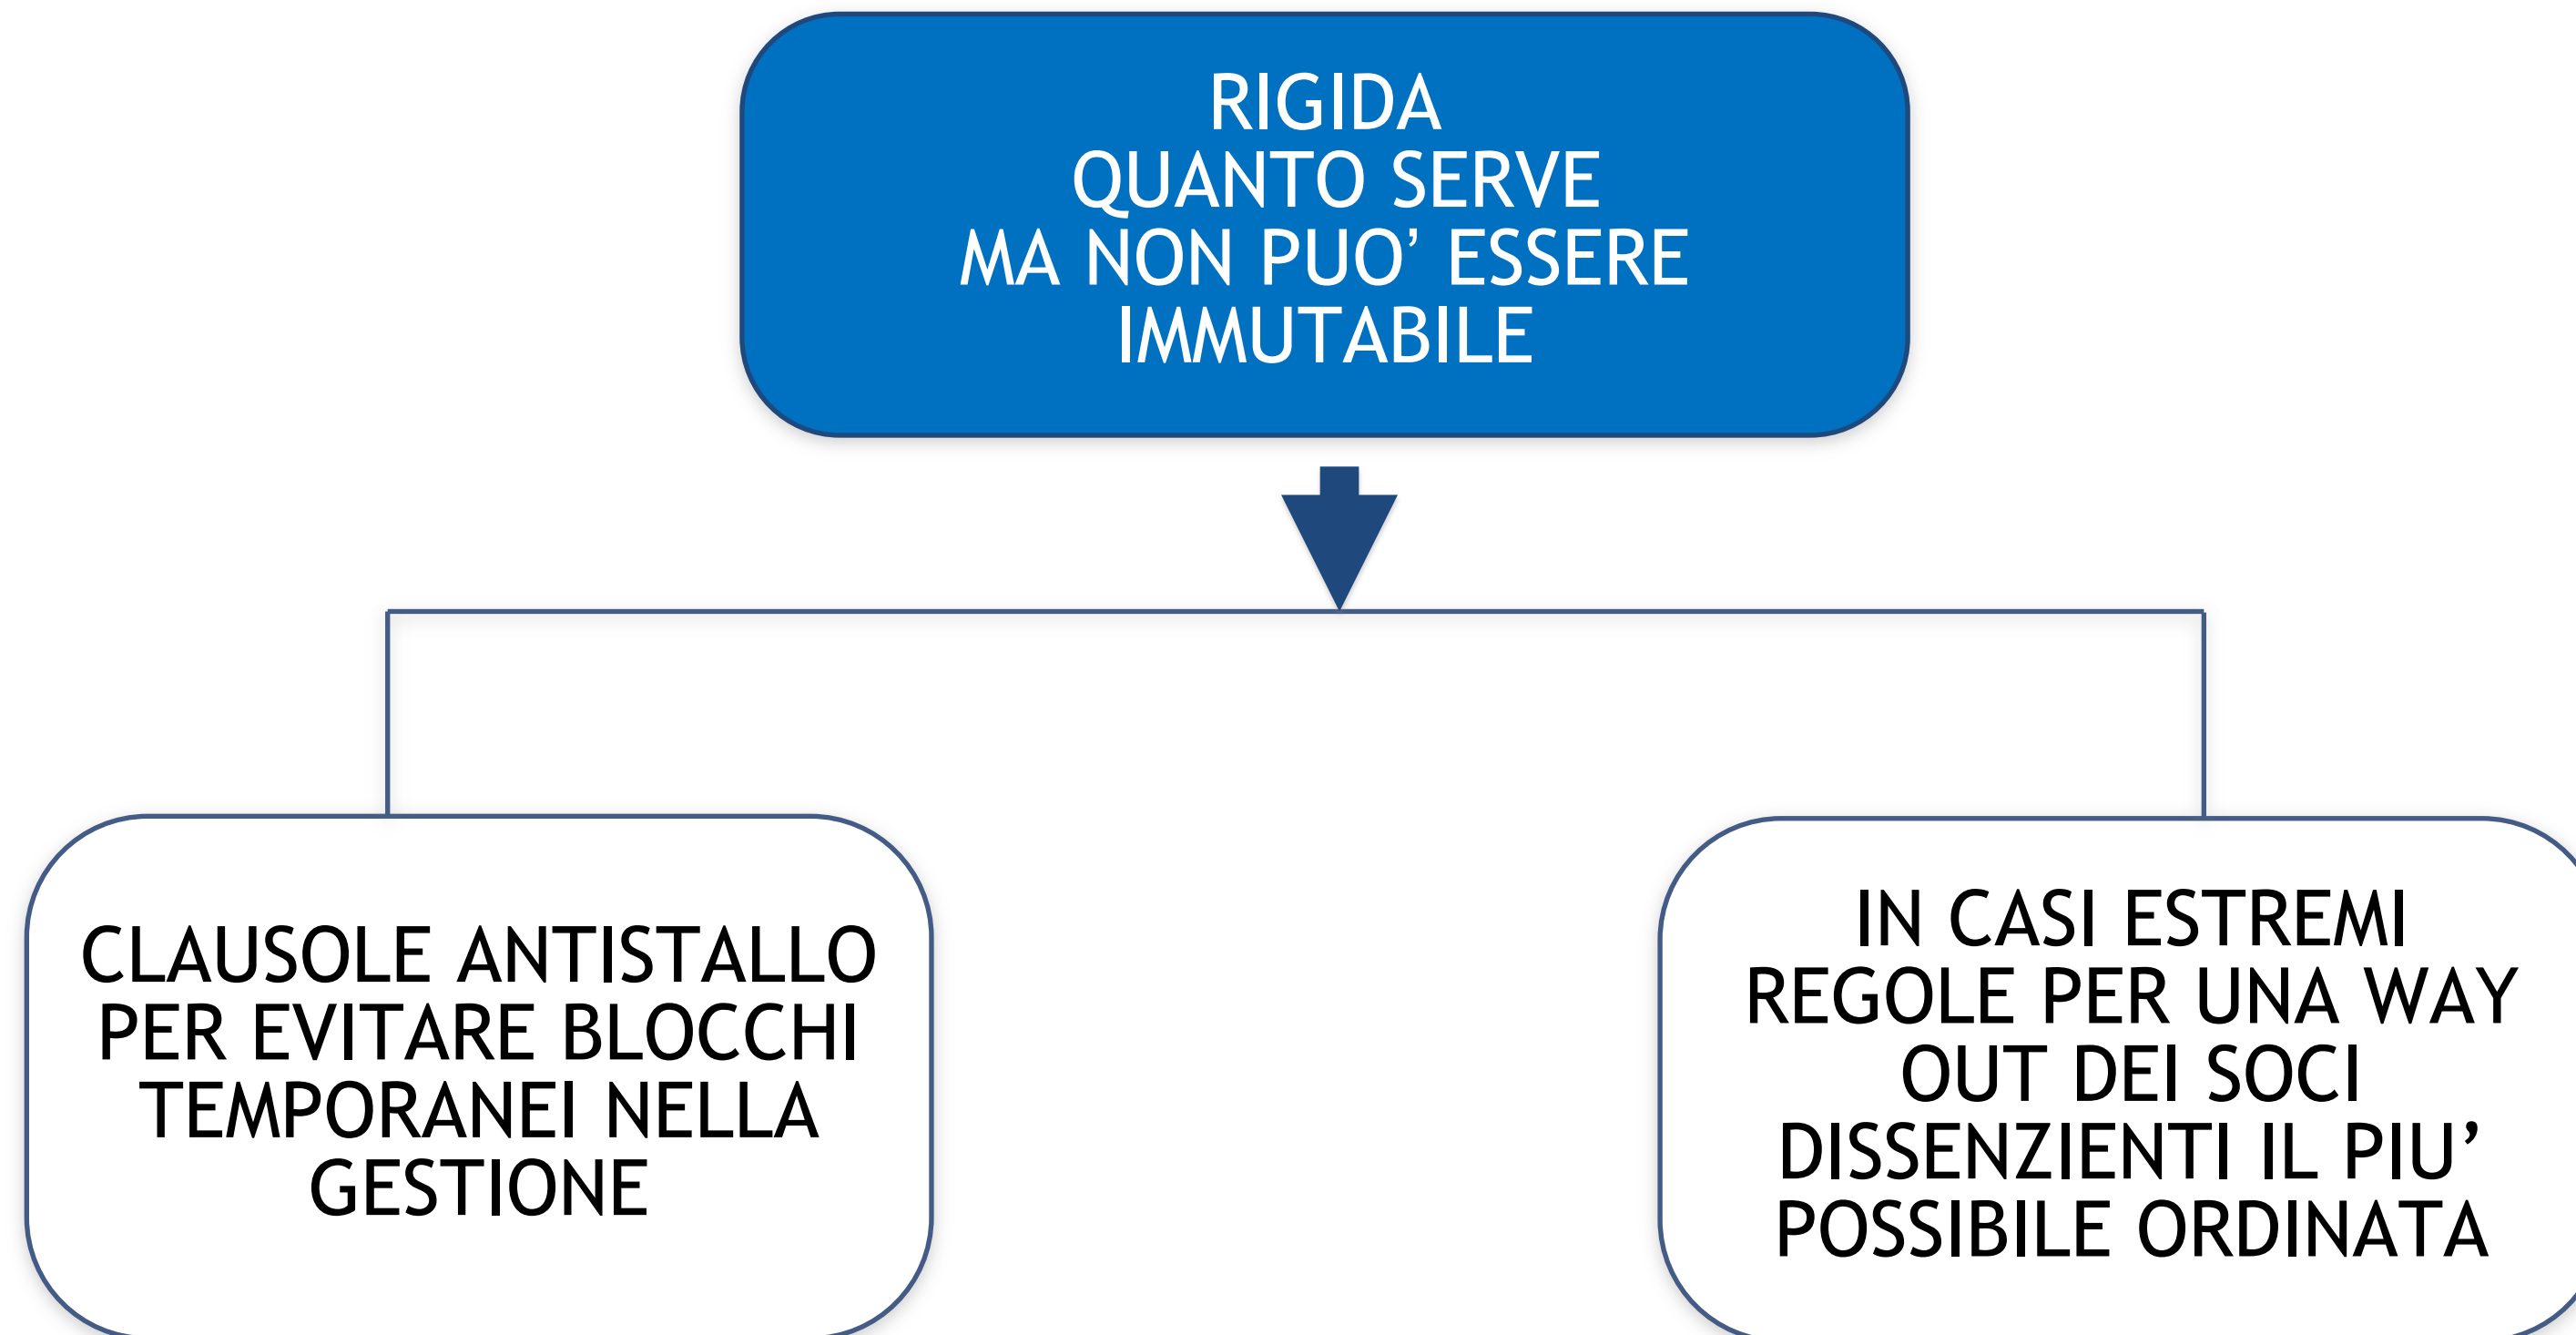 RIGIDA
QUANTO SERVE
MA NON PUO’ ESSERE
IMMUTABILE
CLAUSOLE ANTISTALLO
PER EVITARE BLOCCHI
TEMPORANEI NELLA
GESTIONE
IN CASI ESTREMI
REGOLE PER UNA WAY
OUT DEI SOCI
DISSENZIENTI IL PIU’
POSSIBILE ORDINATA